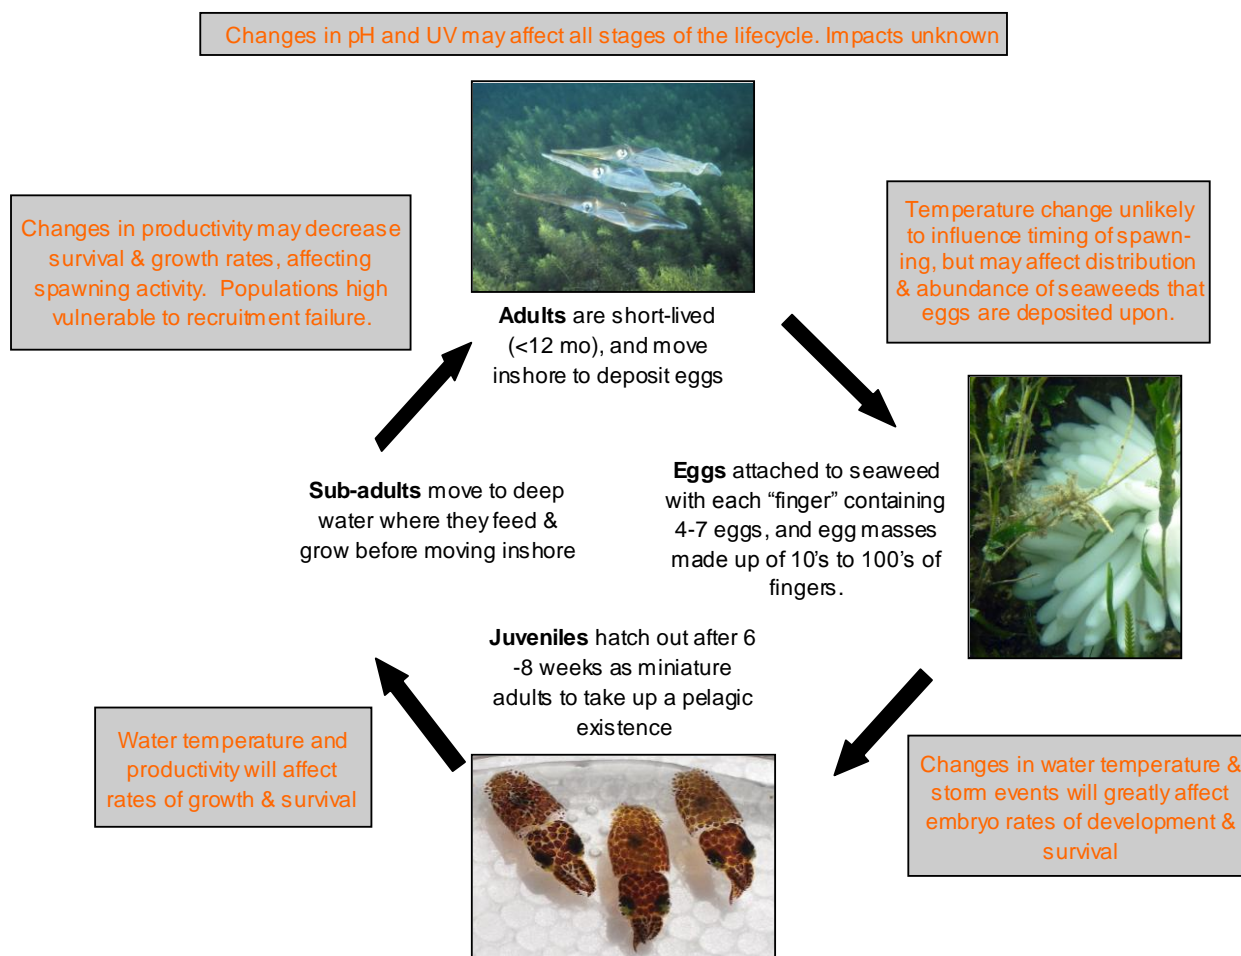 Changes in pH and UV may affect all stages of the lifecycle. Impacts unknown
Changes in productivity may decrease
survival & growth rates, affecting
spawning activity. Populations high
vulnerable to recruitment failure.
Temperature change unlikely
to influence timing of spawn-
ing, but may affect distribution
& abundance of seaweeds that
eggs are deposited upon.
Adults are short-lived
(<12 mo), and move
inshore to deposit eggs
Sub-adults move to deep
water where they feed &
grow before moving inshore
Eggs attached to seaweed
with each “finger” containing
4-7 eggs, and egg masses
made up of 10’s to 100’s of
fingers.
Juveniles hatch out after 6
-8 weeks as miniature
adults to take up a pelagic
existence
Water temperature and
productivity will affect
rates of growth & survival
Changes in water temperature &
storm events will greatly affect
embryo rates of development &
survival